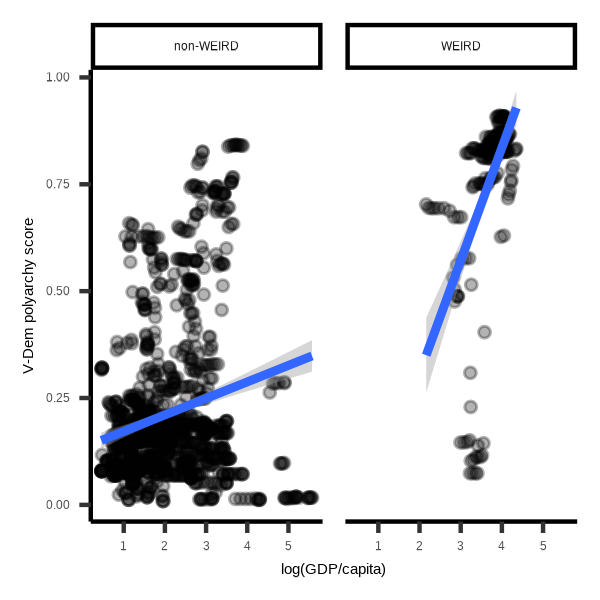 non-WEIRD
WEIRD
1.00
0.75
0.50
0.25
0.00
V-Dem polyarchy score
1 2 3 4 5
1 2 3 4 5
log(GDP/capita)